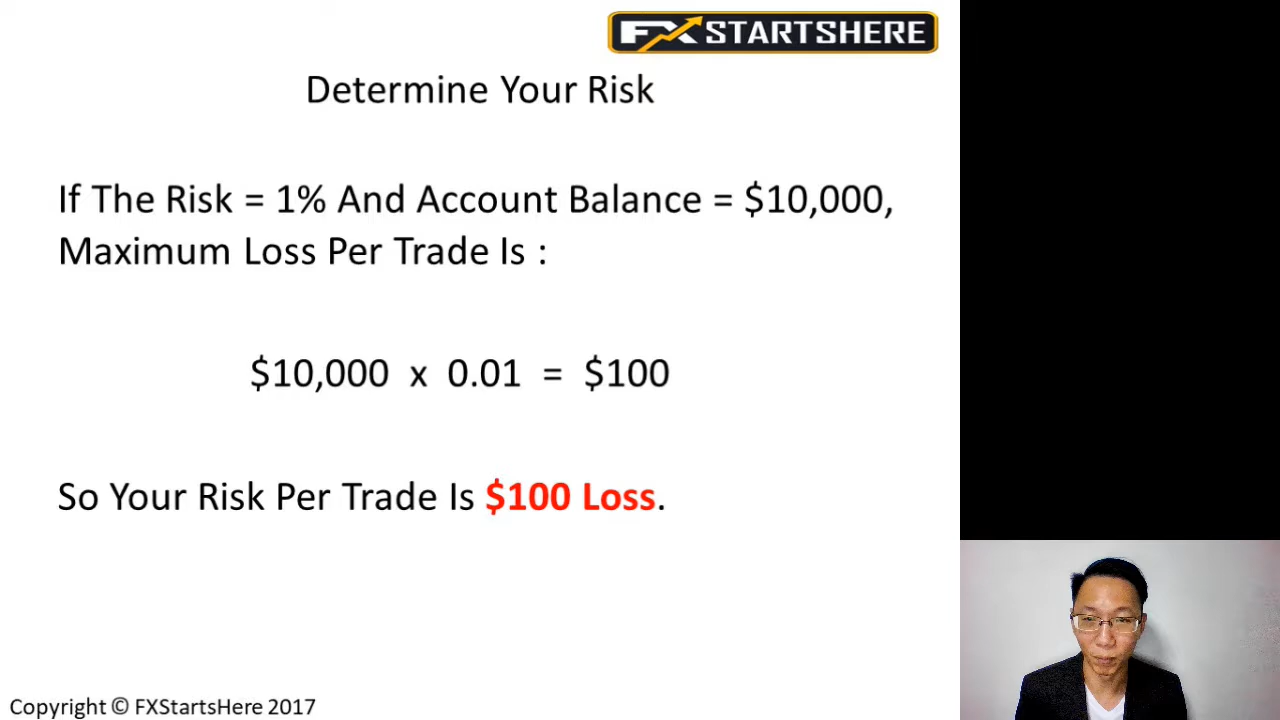 FXSTARTSHERE
Determine Your Risk
If The Risk = 1% And Account Balance = $10,000,
Maximum Loss Per Trade Is :
$10,000 x 0.01 = $100
So Your Risk Per Trade Is $100 Loss.
Copyright © FXStartsHere 2017